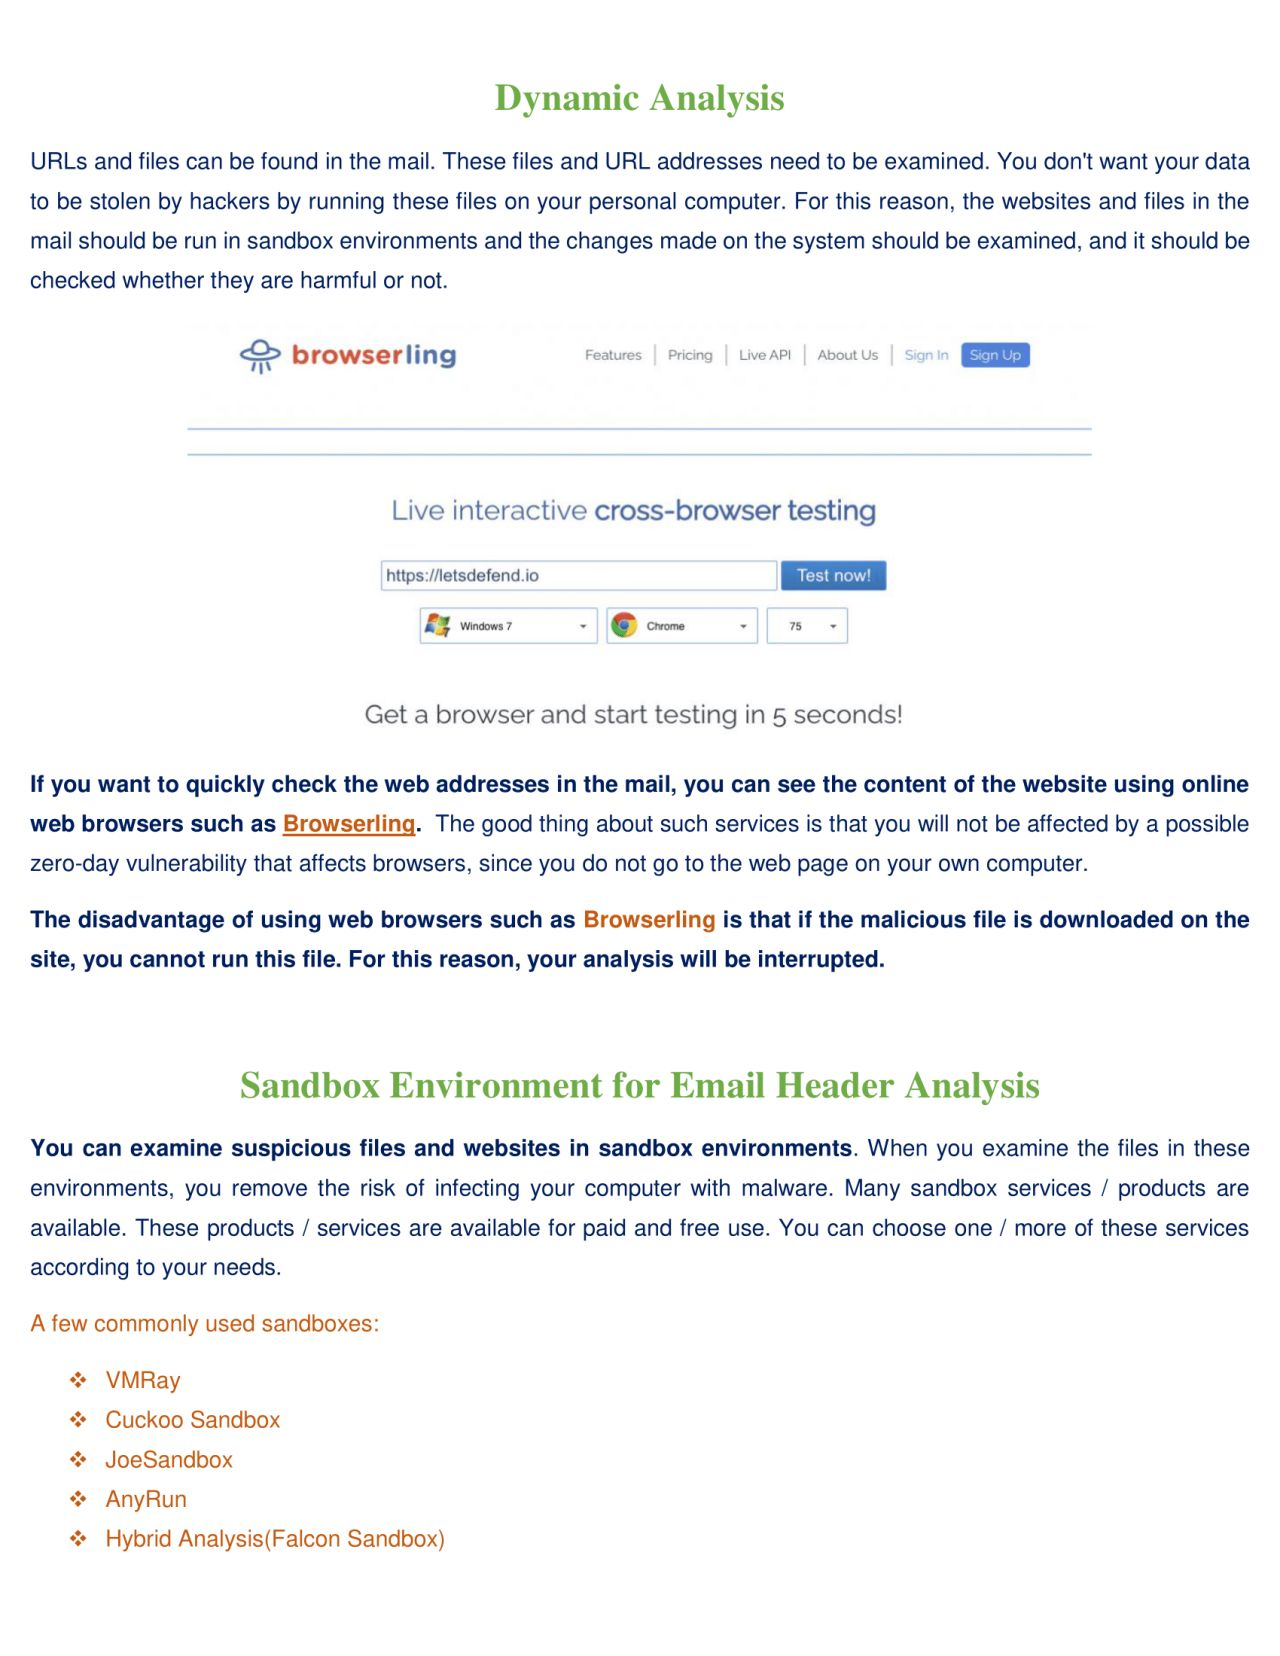 Dynamic Analysis
URLs and files can be found in the mail. These files and URL addresses need to be examined. You don't want your data
to be stolen by hackers by running these files on your personal computer. For this reason, the websites and files in the
mail should be run in sandbox environments and the changes made on the system should be examined, and it should be
checked whether they are harmful or not.
browserling
Features | Pricing | Live API | About Us | Sign In Sign Up
Live interactive cross-browser testing
https://letsdefend.io Test now!
Windows 7 Chrome 75
Get a browser and start testing in 5 seconds!
If you want to quickly check the web addresses in the mail, you can see the content of the website using online
web browsers such as Browserling. The good thing about such services is that you will not be affected by a possible
zero-day vulnerability that affects browsers, since you do not go to the web page on your own computer.
The disadvantage of using web browsers such as Browserling is that if the malicious file is downloaded on the
site, you cannot run this file. For this reason, your analysis will be interrupted.
Sandbox Environment for Email Header Analysis
You can examine suspicious files and websites in sandbox environments. When you examine the files in these
environments, you remove the risk of infecting your computer with malware. Many sandbox services / products are
available. These products / services are available for paid and free use. You can choose one / more of these services
according to your needs.
A few commonly used sandboxes:
❖ VMRay
❖ Cuckoo Sandbox
❖ JoeSandbox
❖ AnyRun
❖ Hybrid Analysis(Falcon Sandbox)